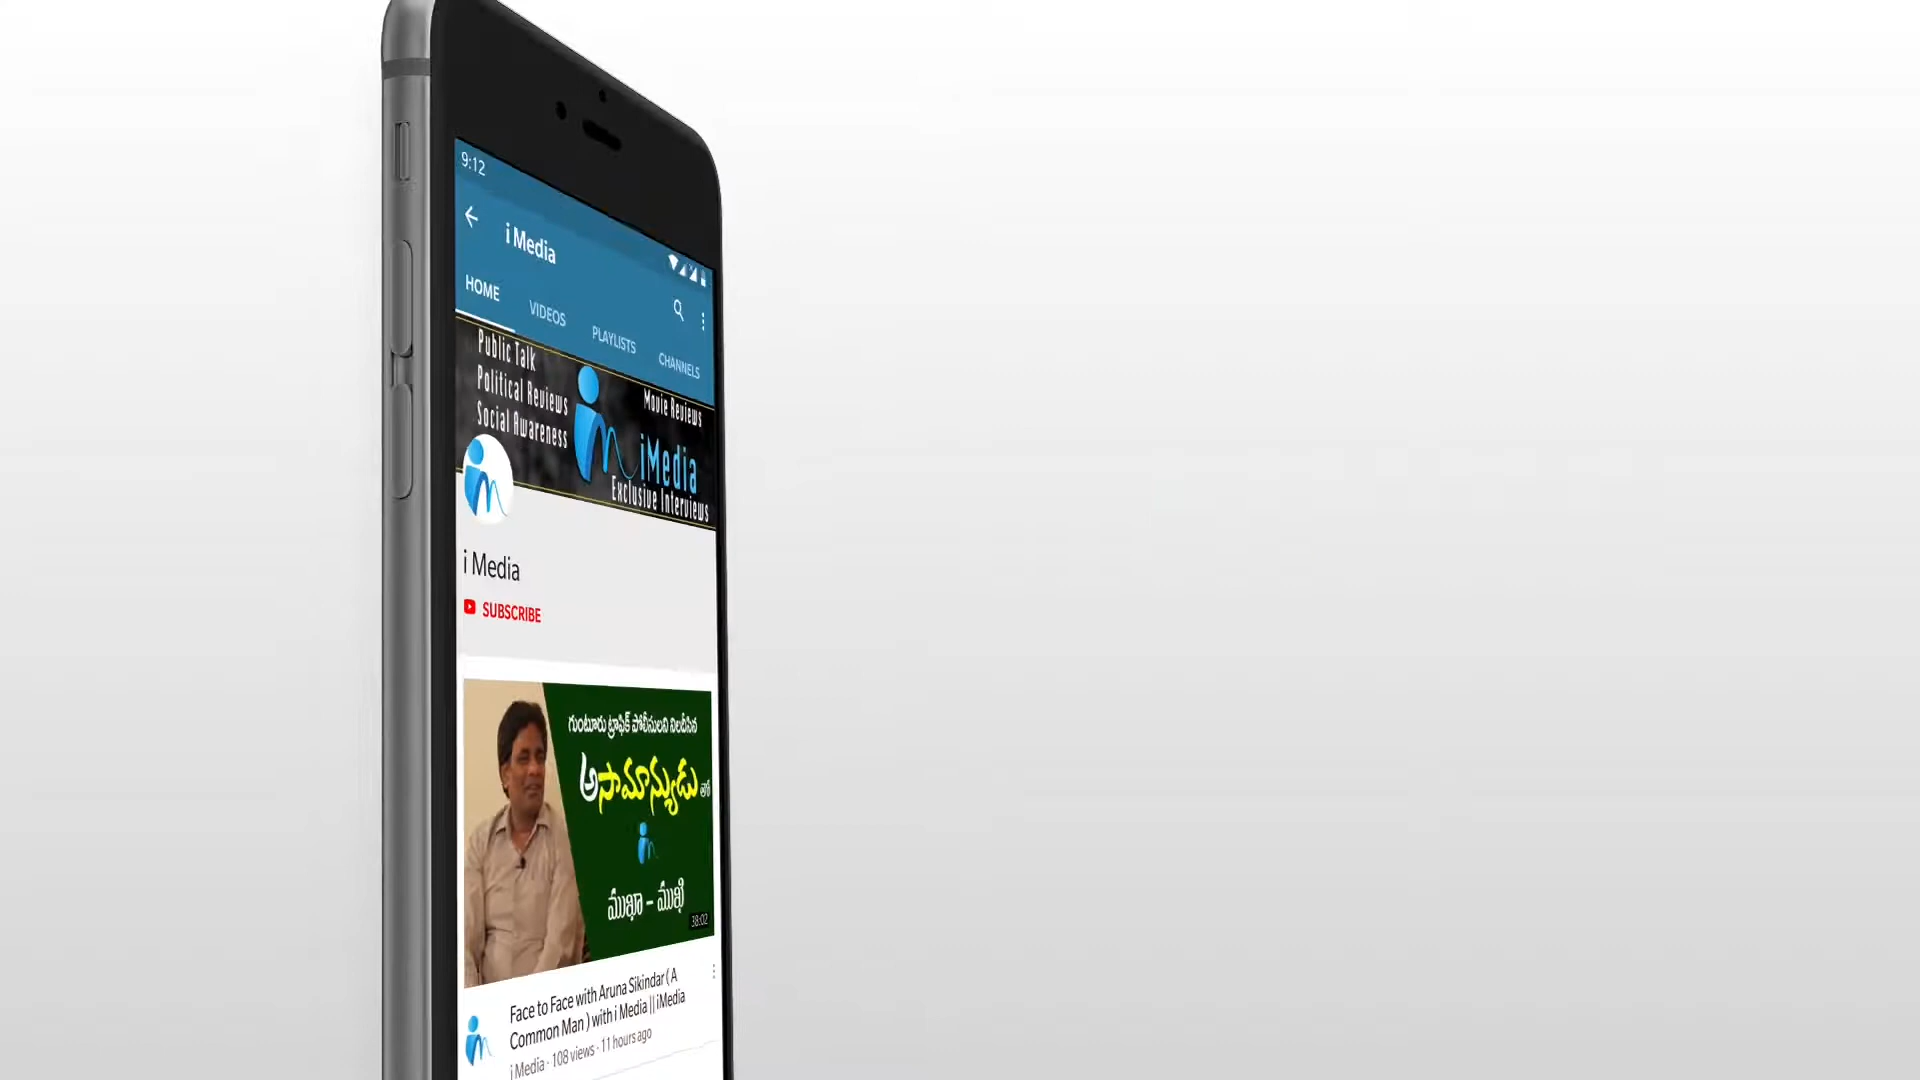 9:12
i Media
HOME
VIDEOS
PLAYLISTS
CHANNELS
Public Talk
Political Reviews
Social Awareness
Movie Reviews
iMedia
Exclusive Interviews
i Media
SUBSCRIBE
గుంటూరు ట్రాఫిక్ పోలీసులని నిలదీసిన
అసామాన్యుడు తో
ముఖా - ముఖి
38:02
Face to Face with Aruna Sikindar ( A
Common Man ) with i Media || iMedia
i Media · 108 views · 11 hours ago